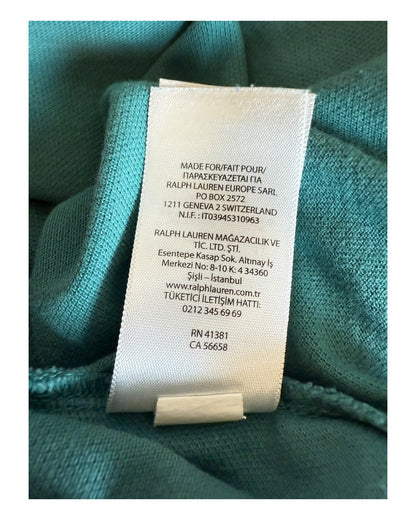 MADE FOR/FAIT POUR/
ΠΑΡΑΣΚΕΥΑΖΕΤΑΙ ΓΙΑ
RALPH LAUREN EUROPE SARL
PO BOX 2572
1211 GENEVA 2 SWITZERLAND
N.I.F. : IT03945310963
RALPH LAUREN MAĞAZACILIK VE
TİC. LTD. ŞTİ.
Esentepe Kasap Sok. Altınay İş
Merkezi No: 8-10 K: 4 34360
Şişli – İstanbul
www.ralphlauren.com.tr
TÜKETİCİ İLETİŞİM HATTI:
0212 345 69 69
RN 41381
CA 56658